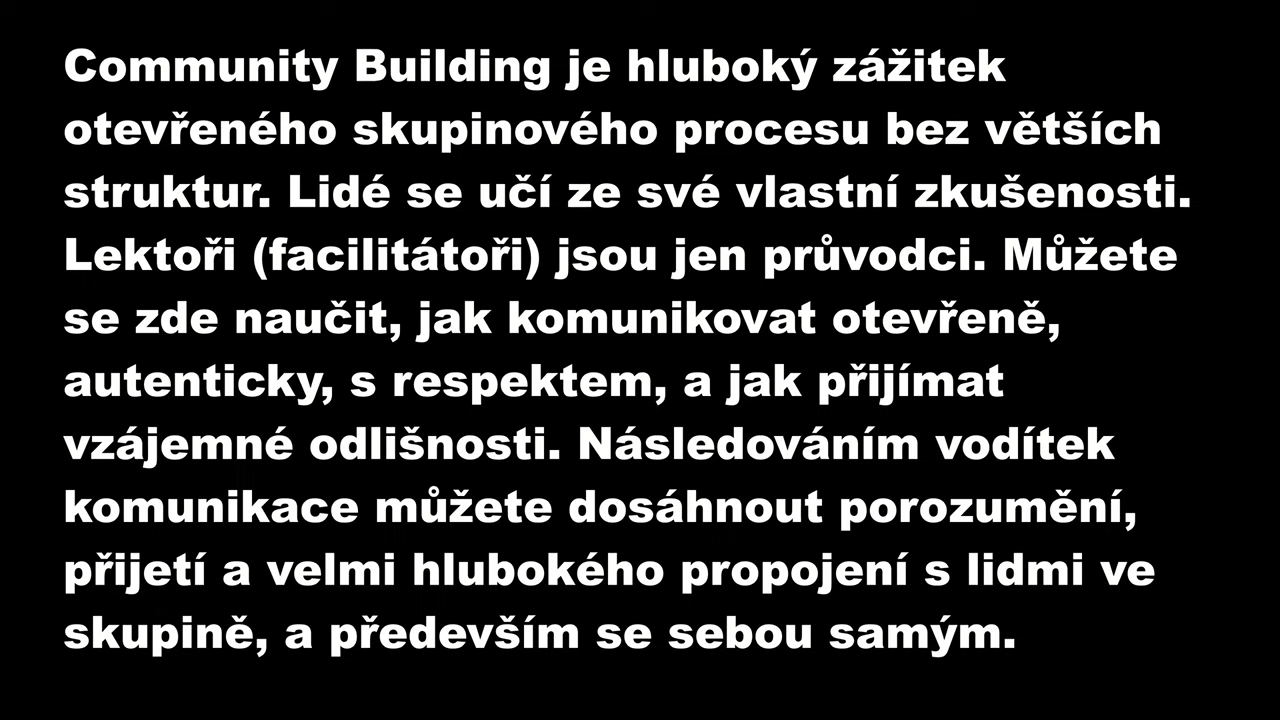 Community Building je hluboký zážitek
otevřeného skupinového procesu bez větších
struktur. Lidé se učí ze své vlastní zkušenosti.
Lektoři (facilitátoři) jsou jen průvodci. Můžete
se zde naučit, jak komunikovat otevřeně,
autenticky, s respektem, a jak přijímat
vzájemné odlišnosti. Následováním vodítek
komunikace můžete dosáhnout porozumění,
přijetí a velmi hlubokého propojení s lidmi ve
skupině, a především se sebou samým.